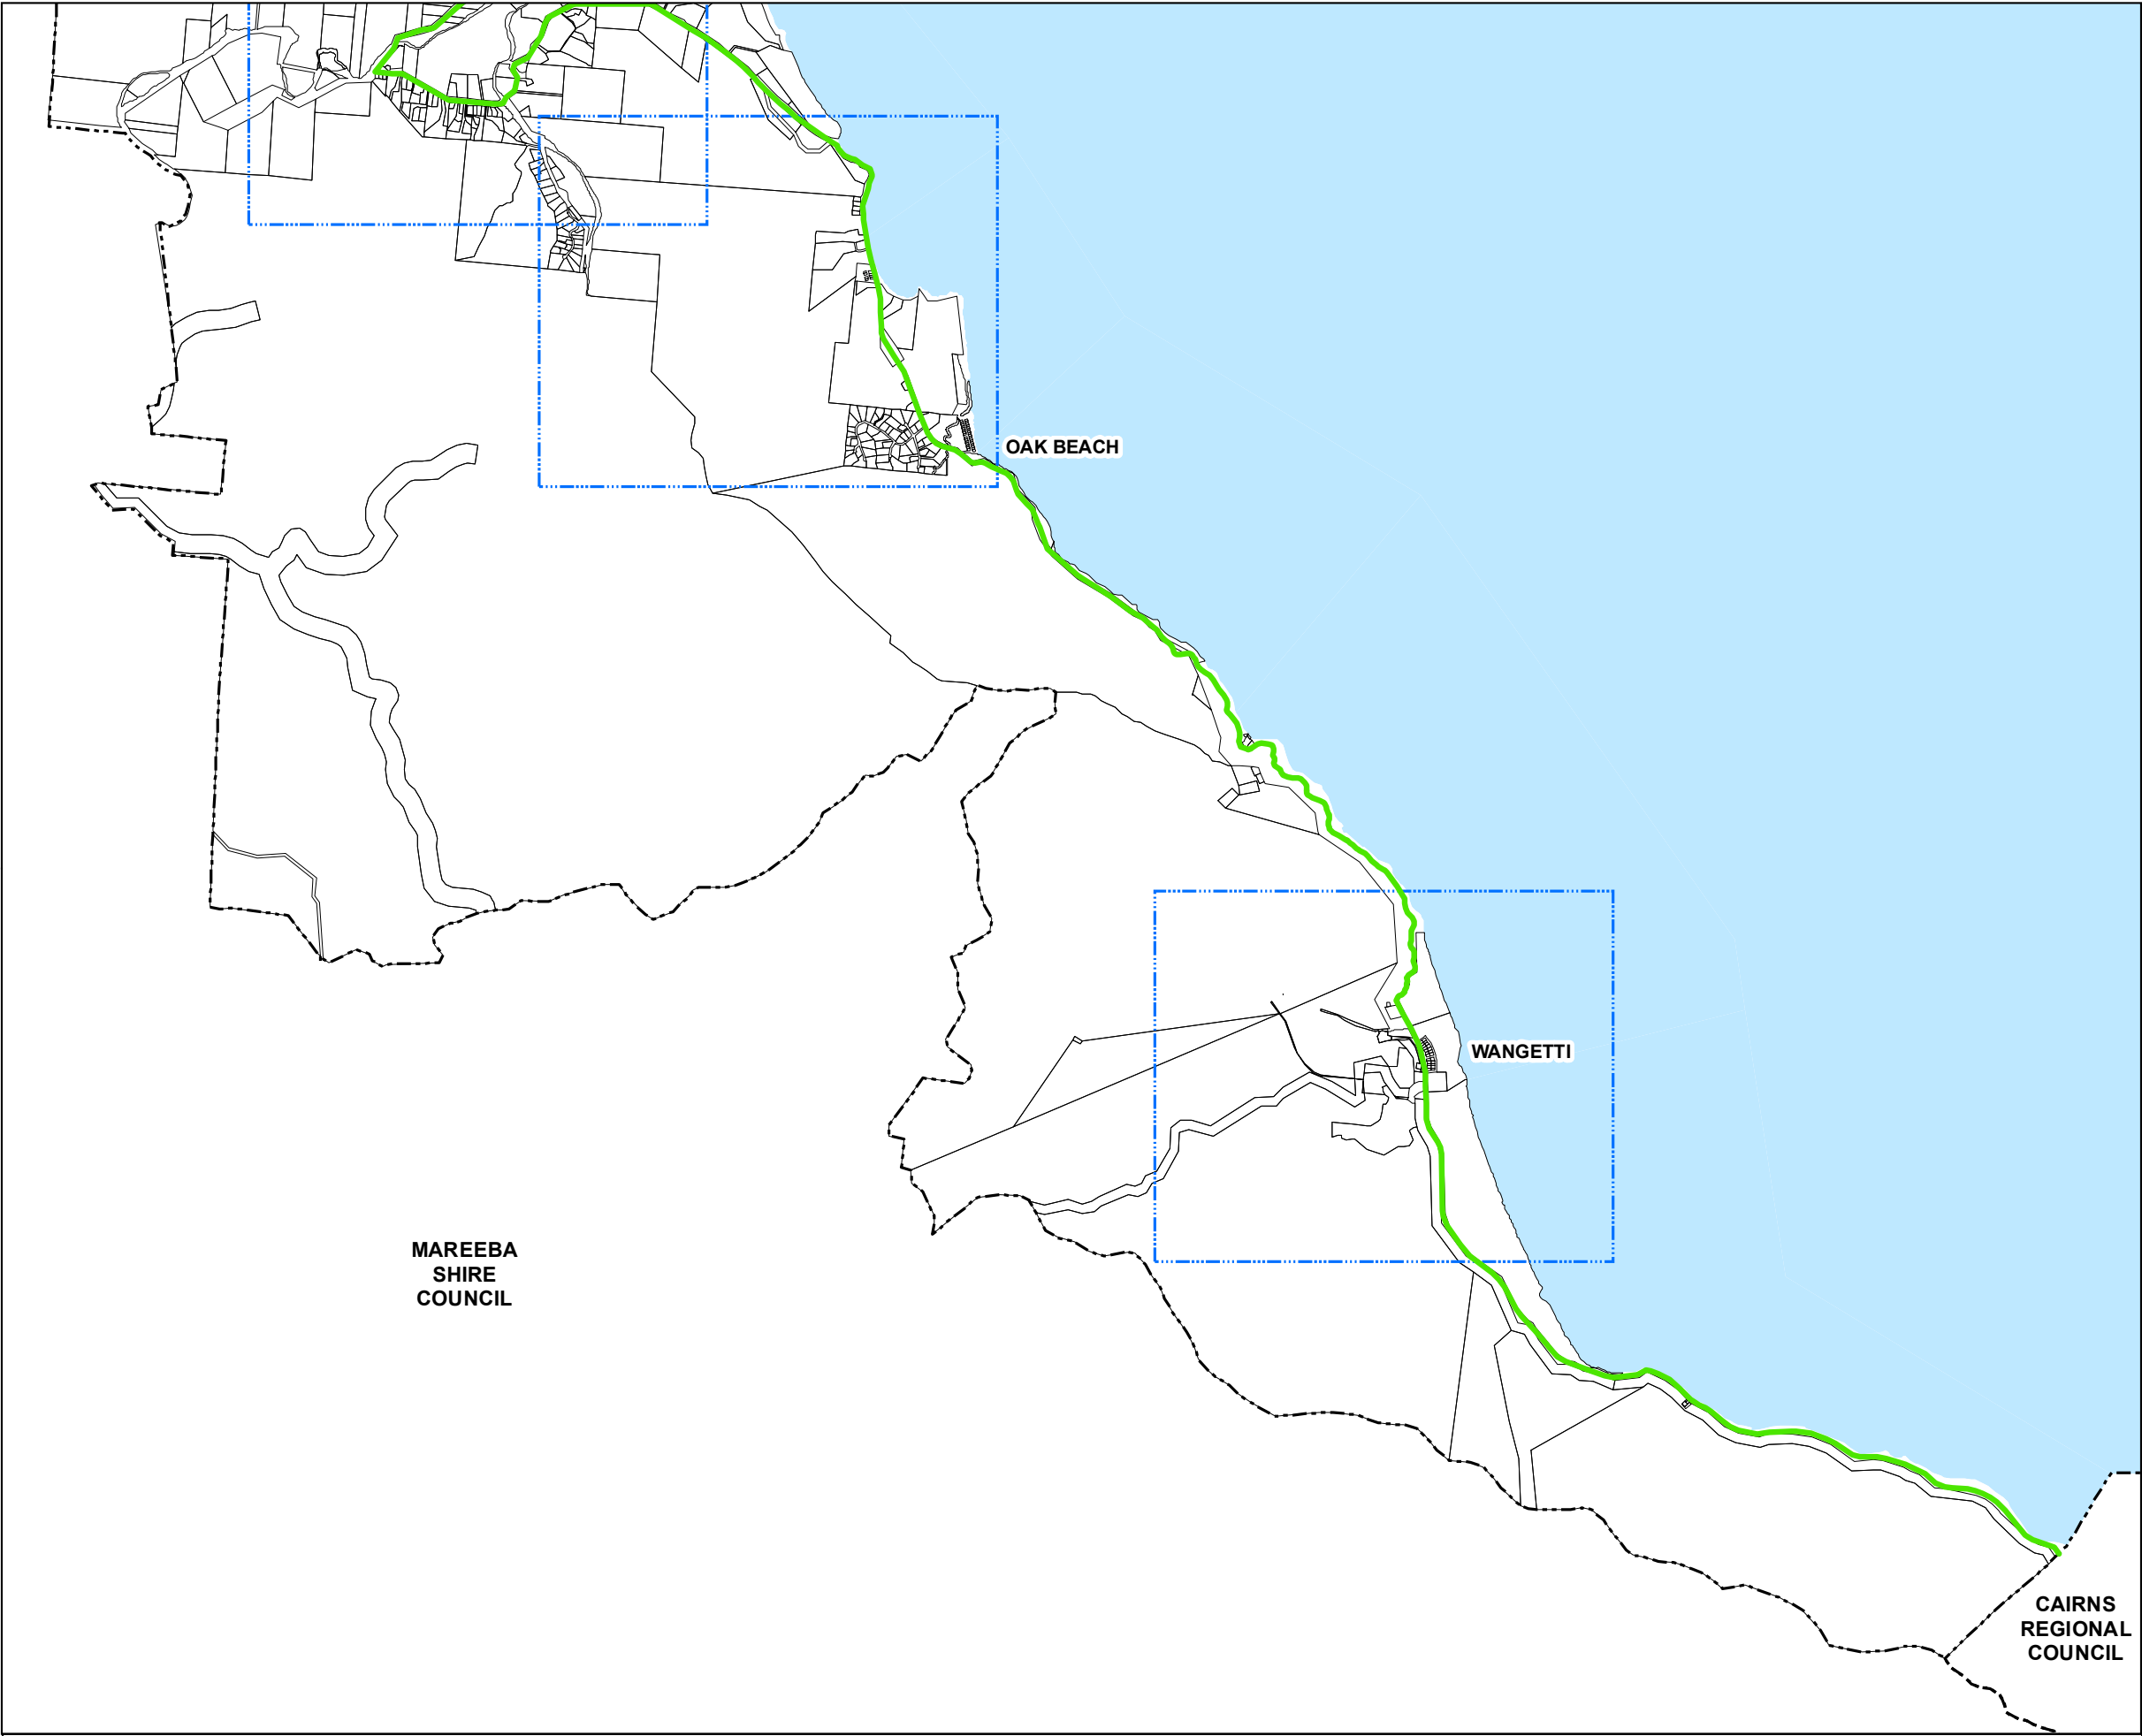 OAK BEACH
WANGETTI
MAREEBA
SHIRE
COUNCIL
CAIRNS
REGIONAL
COUNCIL